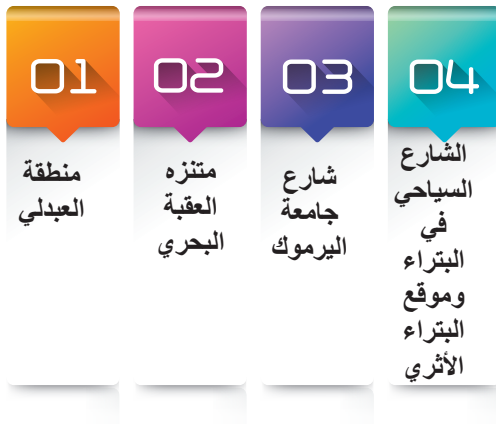 01
منطقة
العبدلي
02
متنزه
العقبة
البحري
03
شارع
جامعة
اليرموك
04
الشارع
السياحي
في
البتراء
وموقع
البتراء
الأثري